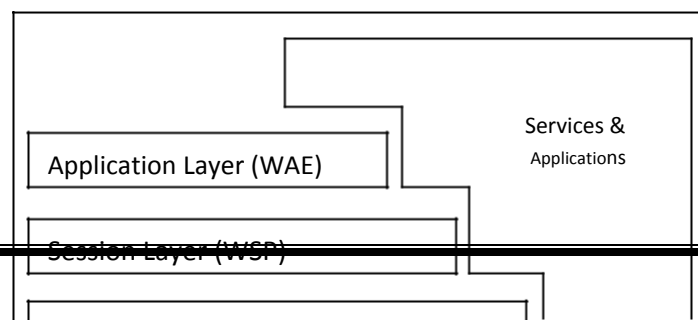 Services &
Applications
Application Layer (WAE)
Session Layer (WSP)